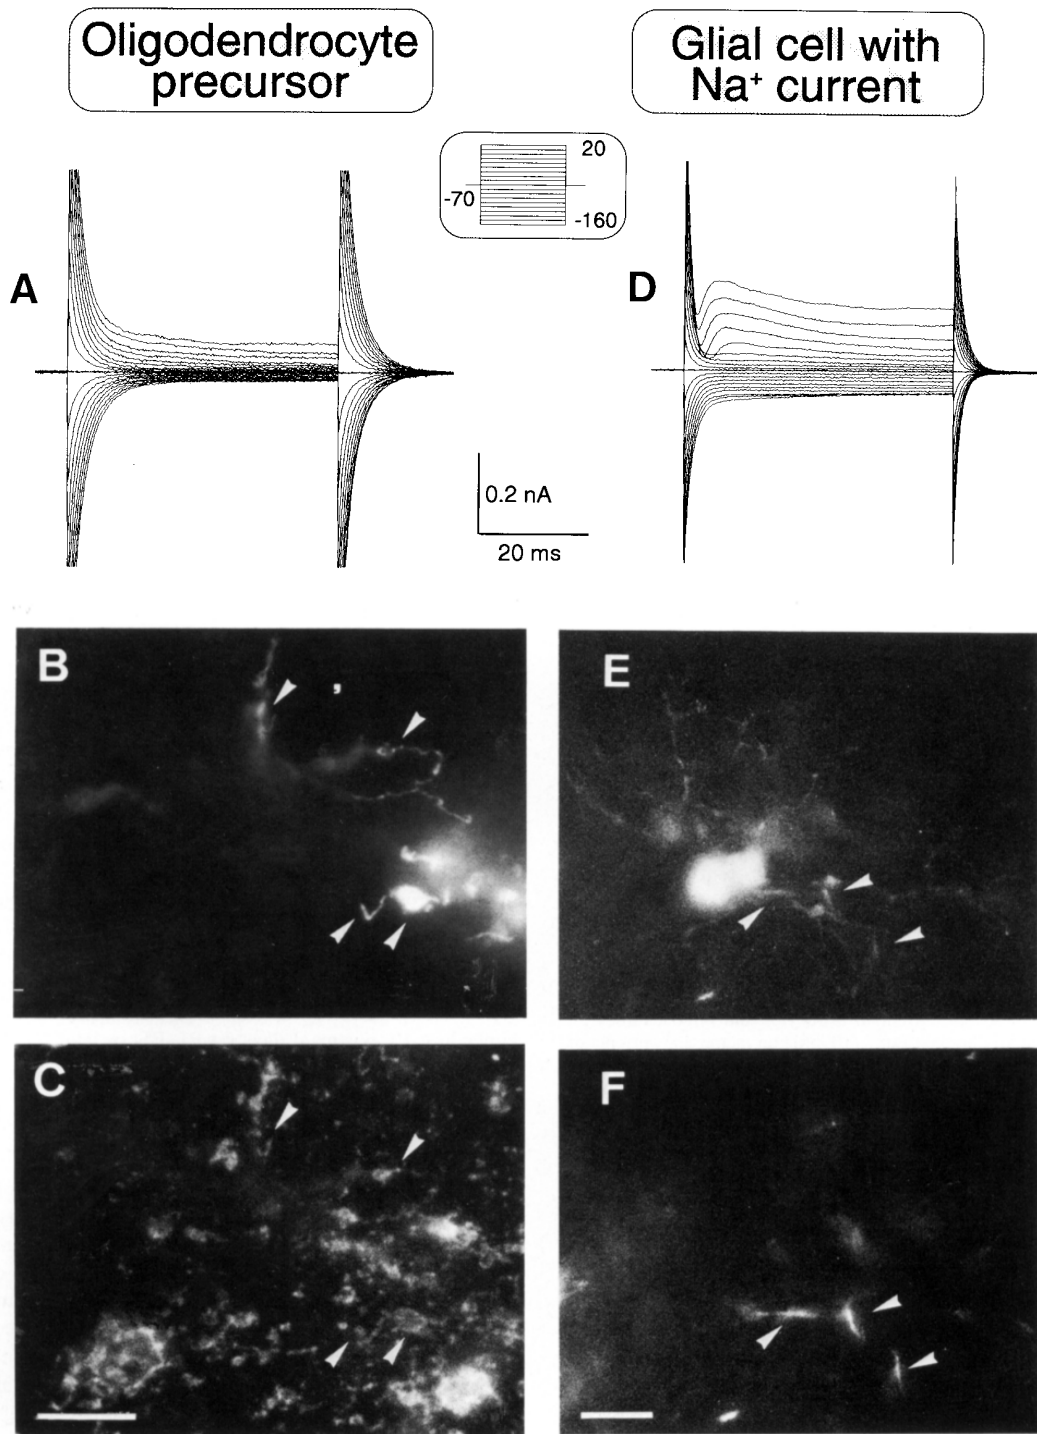 Oligodendrocyte
precursor
Glial cell with
Na⁺ current
20
-70
-160
A
D
0.2 nA
20 ms
B
,
E
C
F